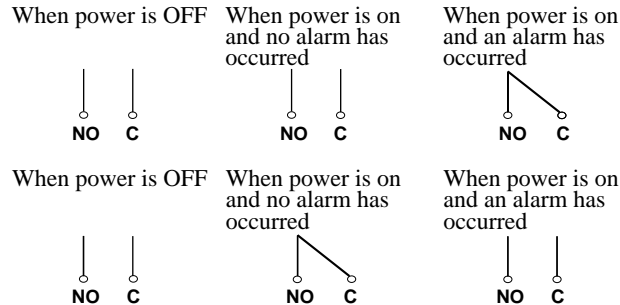 When power is OFF
When power is on
and no alarm has
occurred
When power is on
and an alarm has
occurred
NO C
NO C
NO C
When power is OFF
When power is on
and no alarm has
occurred
When power is on
and an alarm has
occurred
NO C
NO C
NO C